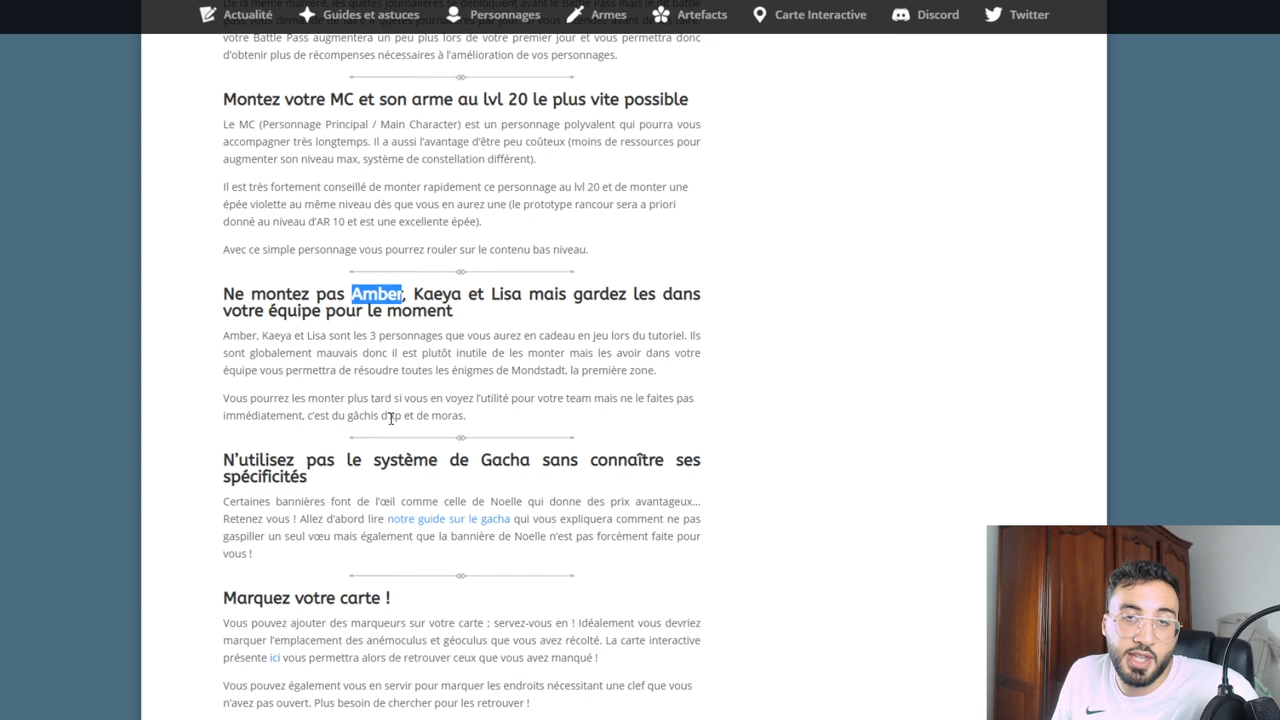 De la même manière, les quêtes journalières se débloquent avant le Battle Pass mais le dit battle
Actualité
Guides et astuces
Personnages
Armes
Artefacts
Carte Interactive
Discord
Twitter
votre Battle Pass augmentera un peu plus lors de votre premier jour et vous permettra donc
d'obtenir plus de récompenses nécessaires à l'amélioration de vos personnages.
Montez votre MC et son arme au lvl 20 le plus vite possible
Le MC (Personnage Principal / Main Character) est un personnage polyvalent qui pourra vous
accompagner très longtemps. Il a aussi l'avantage d'être peu coûteux (moins de ressources pour
augmenter son niveau max, système de constellation différent).
Il est très fortement conseillé de monter rapidement ce personnage au lvl 20 et de monter une
épée violette au même niveau dès que vous en aurez une (le prototype rancour sera a priori
donné au niveau d'AR 10 et est une excellente épée).
Avec ce simple personnage vous pourrez rouler sur le contenu bas niveau.
Ne montez pas Amber, Kaeya et Lisa mais gardez les dans
votre équipe pour le moment
Amber, Kaeya et Lisa sont les 3 personnages que vous aurez en cadeau en jeu lors du tutoriel. Ils
sont globalement mauvais donc il est plutôt inutile de les monter mais les avoir dans votre
équipe vous permettra de résoudre toutes les énigmes de Mondstadt, la première zone.
Vous pourrez les monter plus tard si vous en voyez l'utilité pour votre team mais ne le faites pas
immédiatement, c'est du gâchis d'xp et de moras.
N'utilisez pas le système de Gacha sans connaître ses
spécificités
Certaines bannières font de l'œil comme celle de Noelle qui donne des prix avantageux...
Retenez vous ! Allez d'abord lire notre guide sur le gacha qui vous expliquera comment ne pas
gaspiller un seul vœu mais également que la bannière de Noelle n'est pas forcément faite pour
vous !
Marquez votre carte !
Vous pouvez ajouter des marqueurs sur votre carte ; servez-vous en ! Idéalement vous devriez
marquer l'emplacement des anémoculus et géoculus que vous avez récolté. La carte interactive
présente ici vous permettra alors de retrouver ceux que vous avez manqué !
Vous pouvez également vous en servir pour marquer les endroits nécessitant une clef que vous
n'avez pas ouvert. Plus besoin de chercher pour les retrouver !